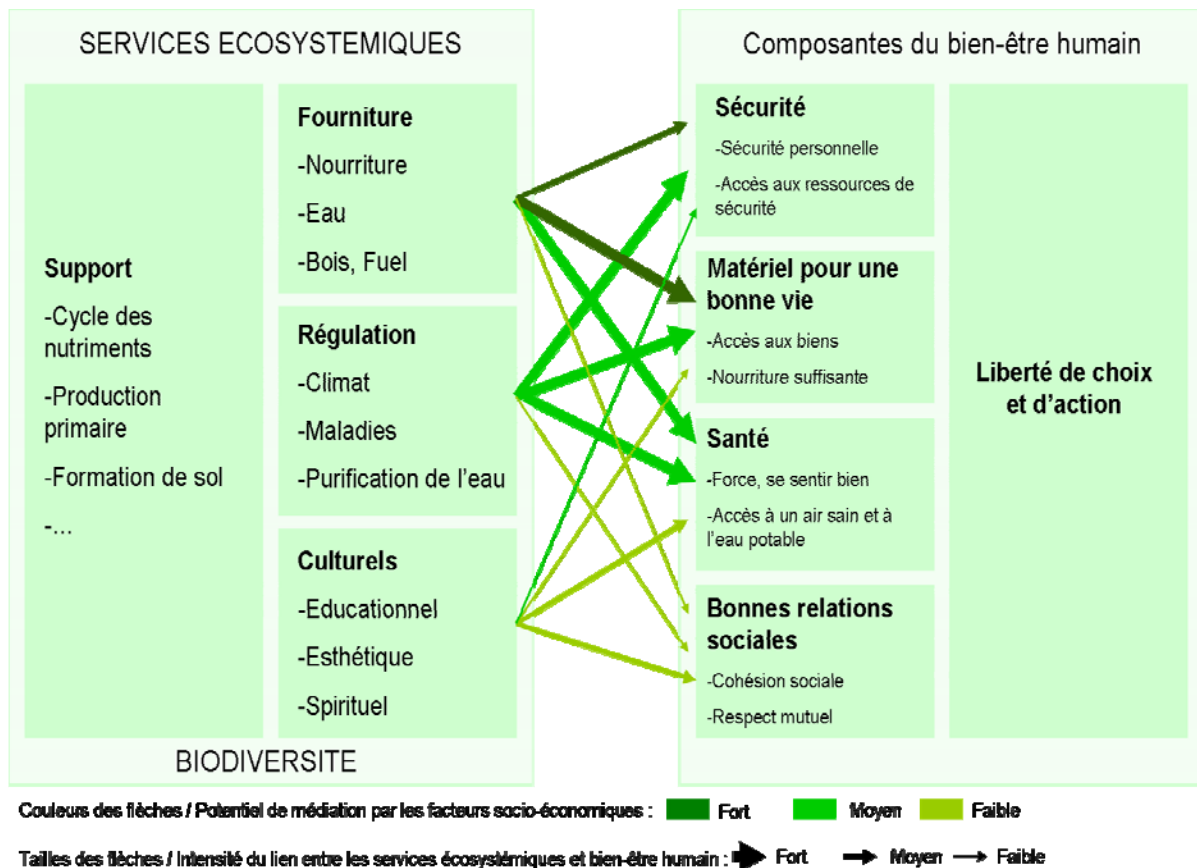 SERVICES ECOSYSTEMIQUES
Support
-Cycle des
nutriments
-Production
primaire
-Formation de sol
-...
Fourniture
-Nourriture
-Eau
-Bois, Fuel
Régulation
-Climat
-Maladies
-Purification de l'eau
Culturels
-Educationnel
-Esthétique
-Spirituel
BIODIVERSITE
Composantes du bien-être humain
Sécurité
-Sécurité personnelle
-Accès aux ressources de
sécurité
Matériel pour une
bonne vie
-Accès aux biens
-Nourriture suffisante
Santé
-Force, se sentir bien
-Accès à un air sain et à
l'eau potable
Bonnes relations
sociales
-Cohésion sociale
-Respect mutuel
Liberté de choix
et d'action
Couleurs des flèches / Potentiel de médiation par les facteurs socio-économiques : Fort Moyen Faible
Tailles des flèches / Intensité du lien entre les services écosystémiques et bien-être humain : Fort Moyen Faible